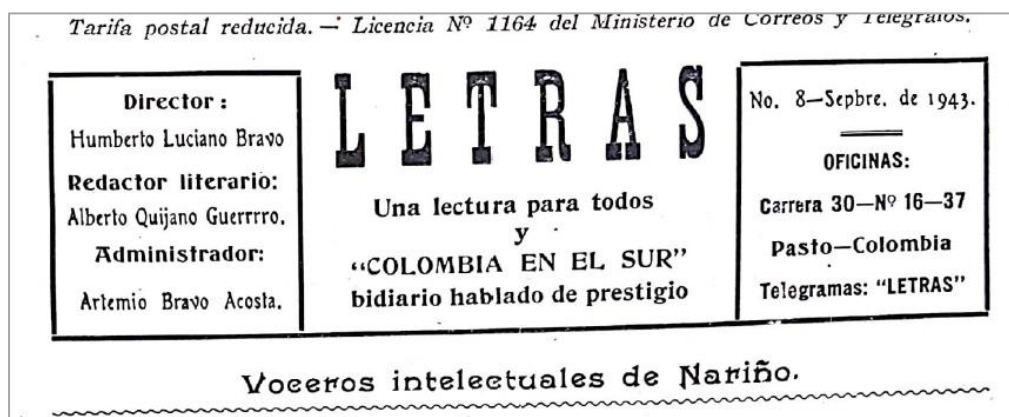 Tarifa postal reducida. — Licencia Nº 1164 del Ministerio de Correos y Telegrafos.
Director :
Humberto Luciano Bravo
Redactor literario:
Alberto Quijano Guerrrro.
Administrador:
Artemio Bravo Acosta.
LETRAS
Una lectura para todos
y
"COLOMBIA EN EL SUR"
bidiario hablado de prestigio
No. 8—Sepbre. de 1943.
OFICINAS:
Carrera 30—Nº 16—37
Pasto—Colombia
Telegramas: "LETRAS"
Voceros intelectuales de Nariño.